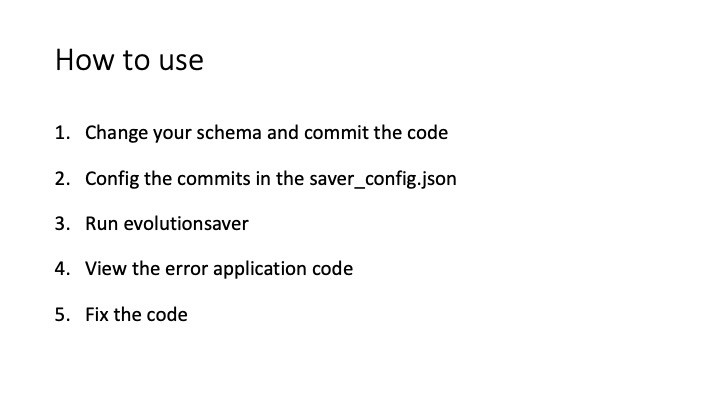 How to use
1. Change your schema and commit the code
2. Config the commits in the saver_config.json
3. Run evolutionsaver
4. View the error application code
5. Fix the code